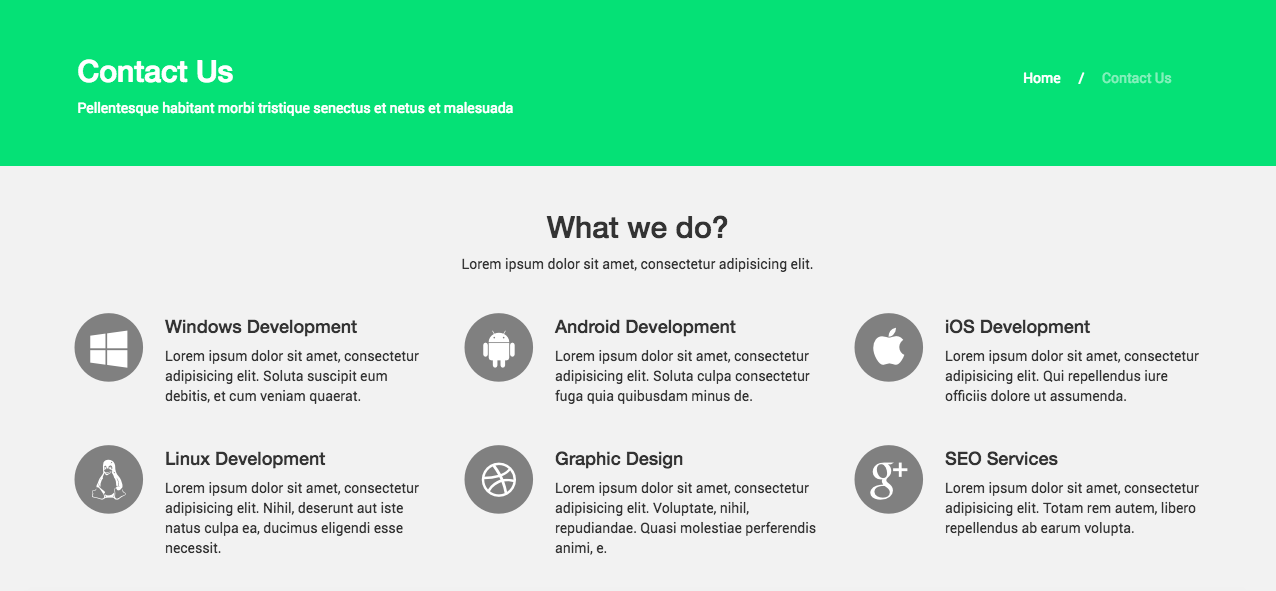 Contact Us
Pellentesque habitant morbi tristique senectus et netus et malesuada
Home / Contact Us
What we do?
Lorem ipsum dolor sit amet, consectetur adipisicing elit.
Windows Development
Lorem ipsum dolor sit amet, consectetur
adipisicing elit. Soluta suscipit eum
debitis, et cum veniam quaerat.
Android Development
Lorem ipsum dolor sit amet, consectetur
adipisicing elit. Soluta culpa consectetur
fuga quia quibusdam minus de.
iOS Development
Lorem ipsum dolor sit amet, consectetur
adipisicing elit. Qui repellendus iure
officiis dolore ut assumenda.
Linux Development
Lorem ipsum dolor sit amet, consectetur
adipisicing elit. Nihil, deserunt aut iste
natus culpa ea, ducimus eligendi esse
necessit.
Graphic Design
Lorem ipsum dolor sit amet, consectetur
adipisicing elit. Voluptate, nihil,
repudiandae. Quasi molestiae perferendis
animi, e.
g+
SEO Services
Lorem ipsum dolor sit amet, consectetur
adipisicing elit. Totam rem autem, libero
repellendus ab earum volupta.